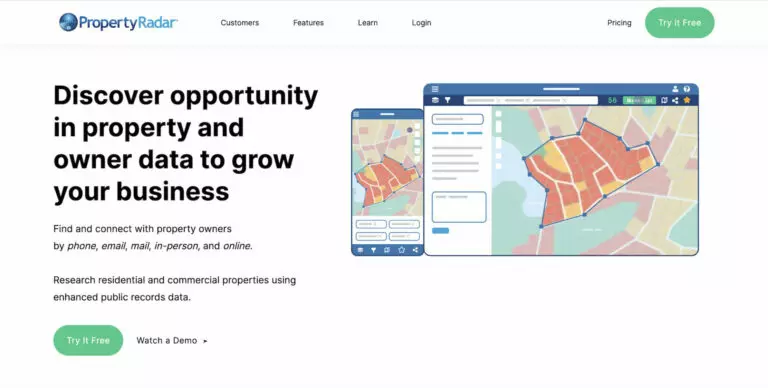 PropertyRadar
Customers
Features
Learn
Login
Pricing
Try it Free
Discover opportunity
in property and
owner data to grow
your business
Find and connect with property owners
by phone, email, mail, in-person, and online.
Research residential and commercial properties using
enhanced public records data.
Try It Free
Watch a Demo
56